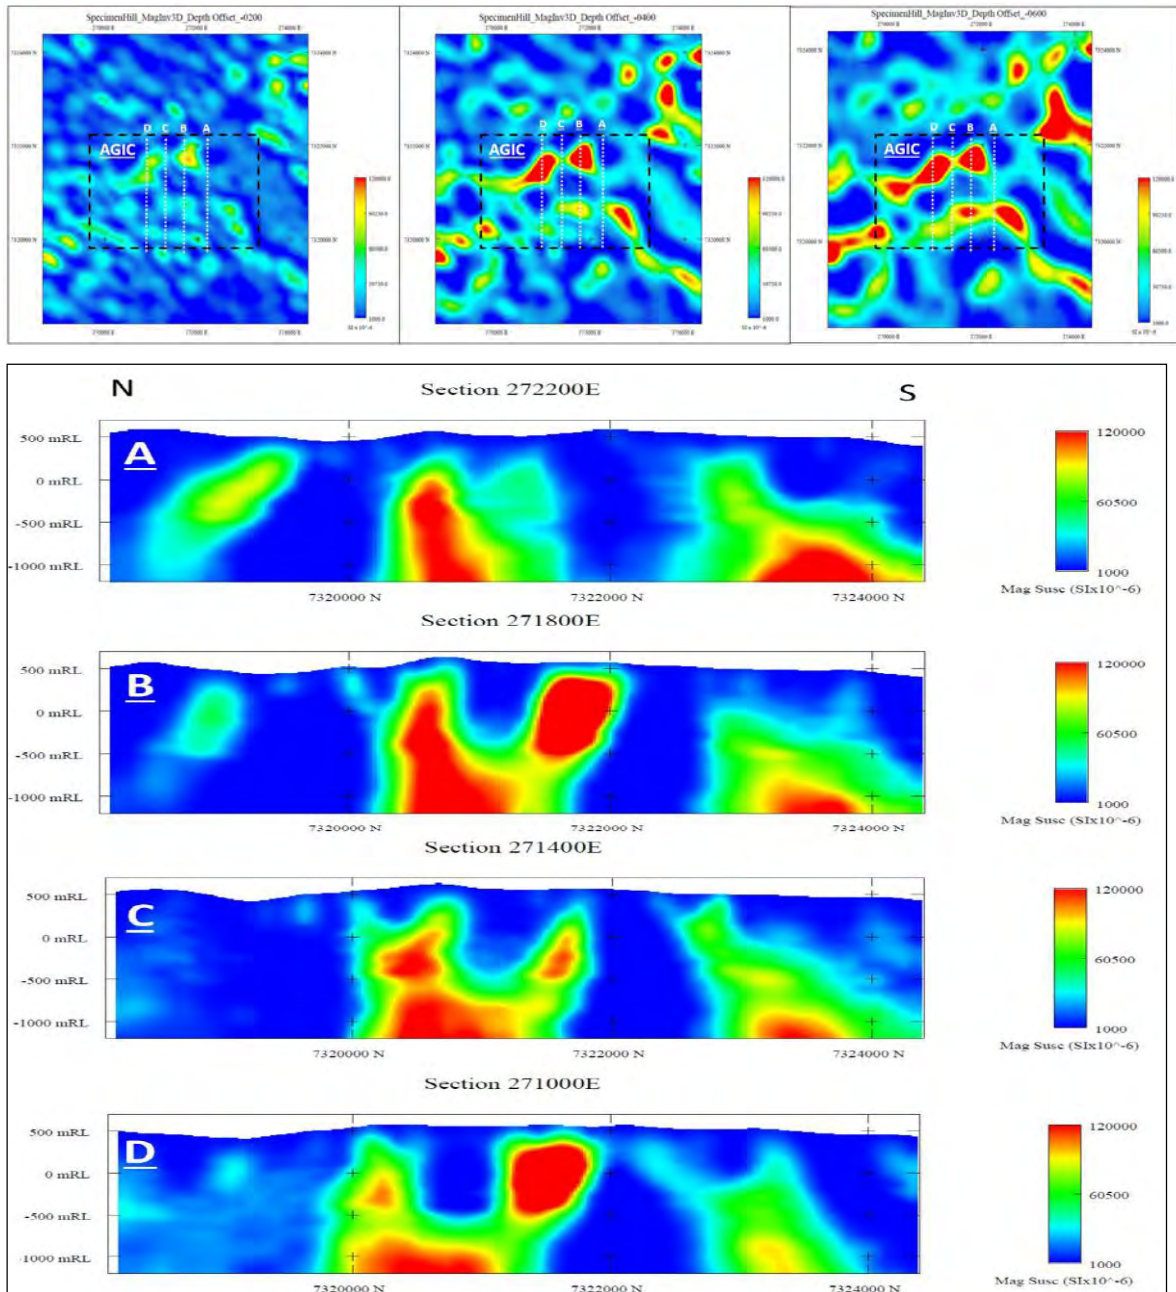 SpecimenHill_MagInv3D_Depth Offset_-0200
SpecimenHill_MagInv3D_Depth Offset_-0400
SpecimenHill_MagInv3D_Depth Offset_-0600
D C B A
AGIC
D C B A
AGIC
D C B A
AGIC
N
Section 272200E
S
A
500 mRL
0 mRL
-500 mRL
-1000 mRL
7320000 N
7322000 N
7324000 N
120000
60500
1000
Mag Susc (SIx10^-6)
Section 271800E
B
500 mRL
0 mRL
-500 mRL
-1000 mRL
7320000 N
7322000 N
7324000 N
120000
60500
1000
Mag Susc (SIx10^-6)
Section 271400E
C
500 mRL
0 mRL
-500 mRL
-1000 mRL
7320000 N
7322000 N
7324000 N
120000
60500
1000
Mag Susc (SIx10^-6)
Section 271000E
D
500 mRL
0 mRL
-500 mRL
-1000 mRL
7320000 N
7322000 N
7324000 N
120000
60500
1000
Mag Susc (SIx10^-6)